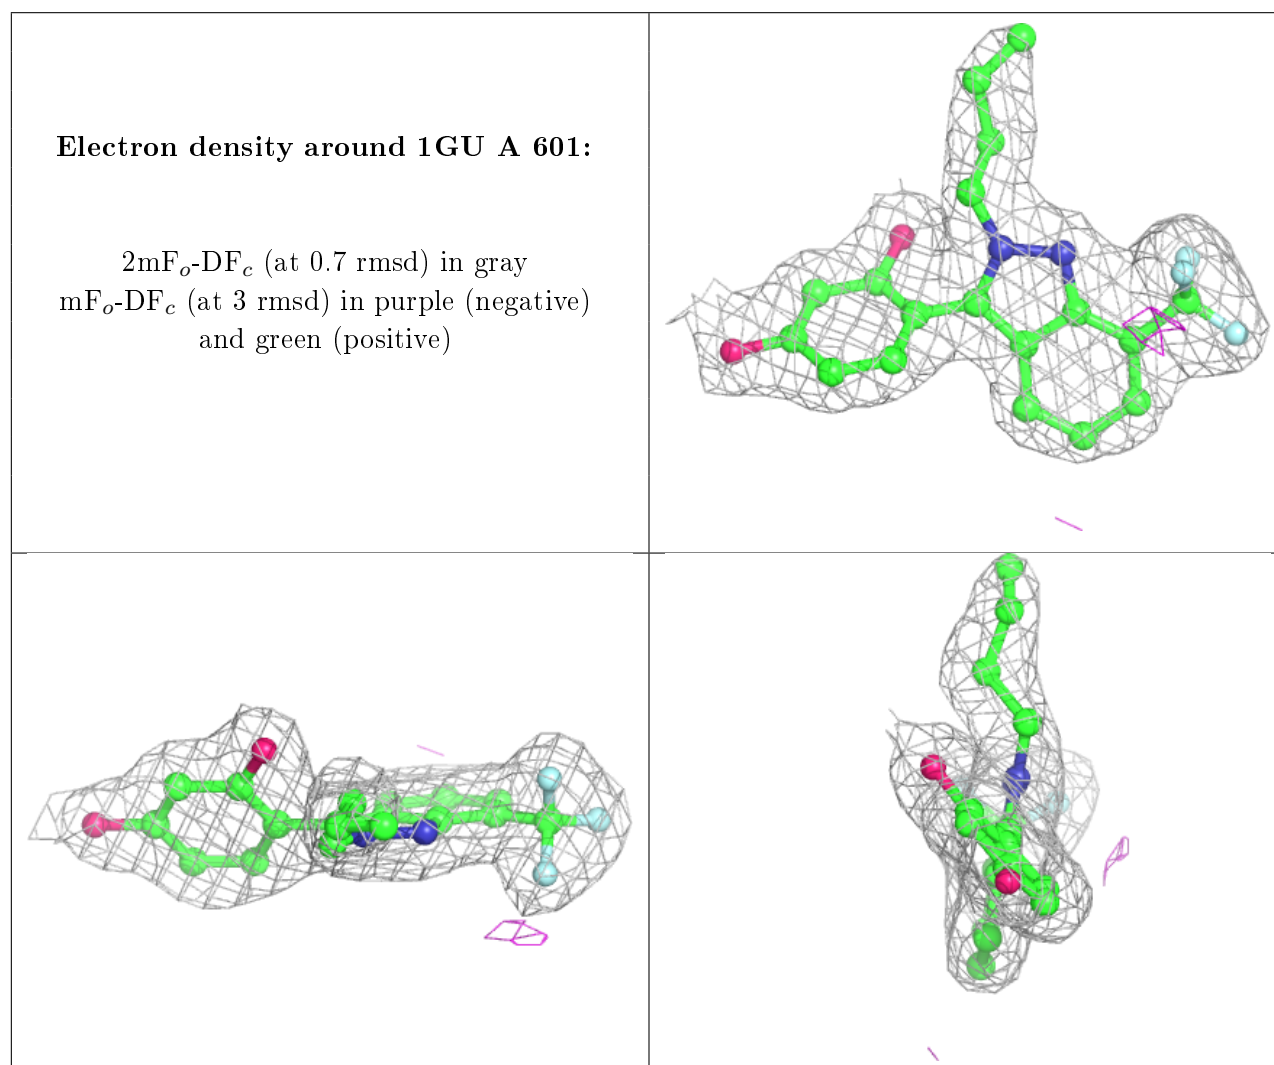 Electron density around 1GU A 601:
2mFo-DFc (at 0.7 rmsd) in gray
mFo-DFc (at 3 rmsd) in purple (negative)
and green (positive)